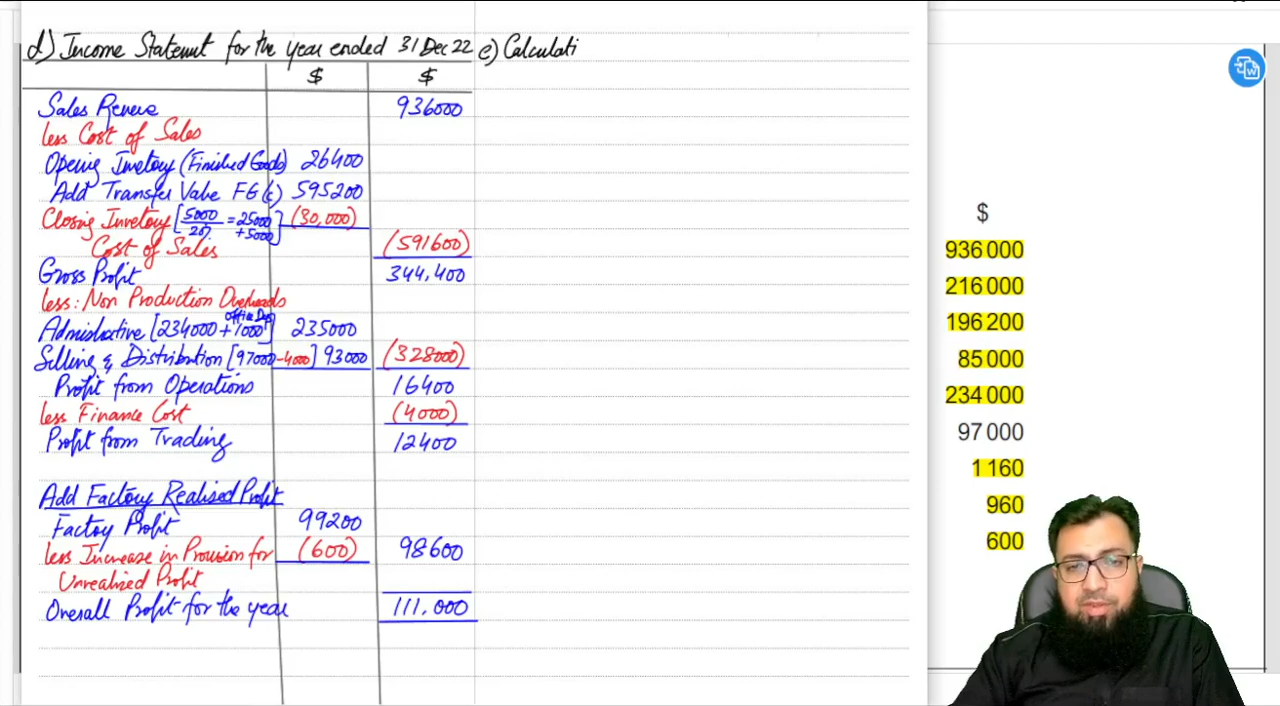 d) Income Statement for the year ended 31 Dec 22 e) Calculati
$ $
Sales Revenue 936000
less Cost of Sales
Opening Inventory (Finished Goods) 26400
Add Transfer Value FG (c) 595200
Closing Inventory [5000/20% = 25000 + 5000] (30,000)
Cost of Sales (591600)
Gross Profit 344,400
less: Non Production Overheads
Administrative [234000 + 1000 office Dep] 235000
Selling & Distribution [97000 - 4000] 93000 (328000)
Profit from Operations 16400
less Finance Cost (4000)
Profit from Trading 12400
Add Factory Realised Profit
Factory Profit 99200
less Increase in Provision for (600) 98600
Unrealized Profit
Overall Profit for the year 111,000
$
936 000
216 000
196 200
85 000
234 000
97 000
1 160
960
600